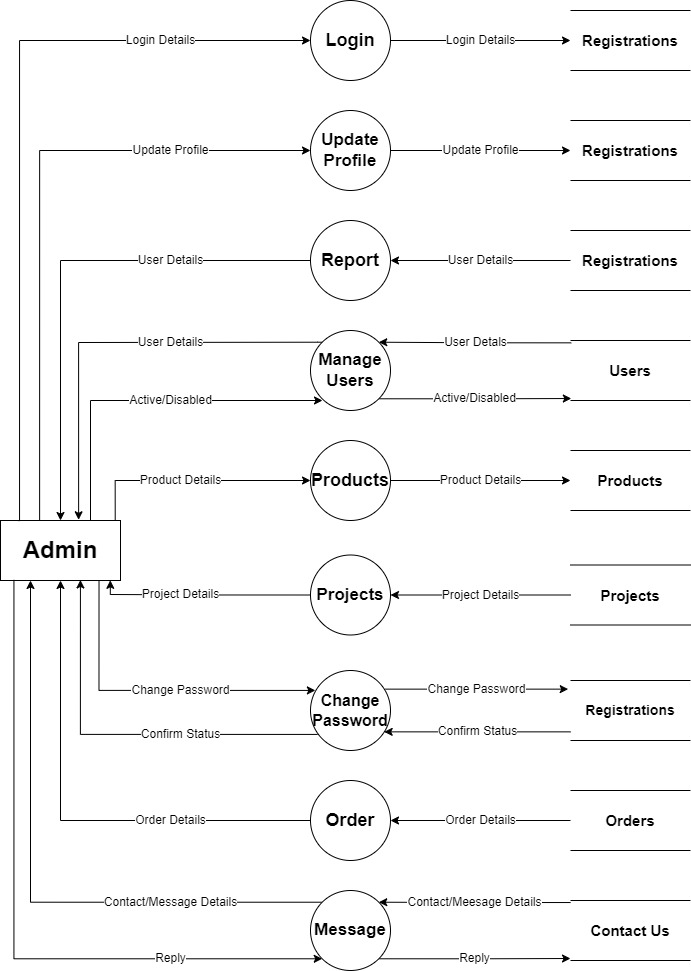 Login Details
Login
Login Details
Registrations
Update Profile
Update
Profile
Update Profile
Registrations
User Details
Report
User Details
Registrations
User Details
Manage
Users
User Detals
Users
Active/Disabled
Active/Disabled
Product Details
Products
Product Details
Products
Admin
Project Details
Projects
Project Details
Projects
Change Password
Change
Password
Change Password
Registrations
Confirm Status
Confirm Status
Order Details
Order
Order Details
Orders
Contact/Message Details
Message
Contact/Meesage Details
Contact Us
Reply
Reply